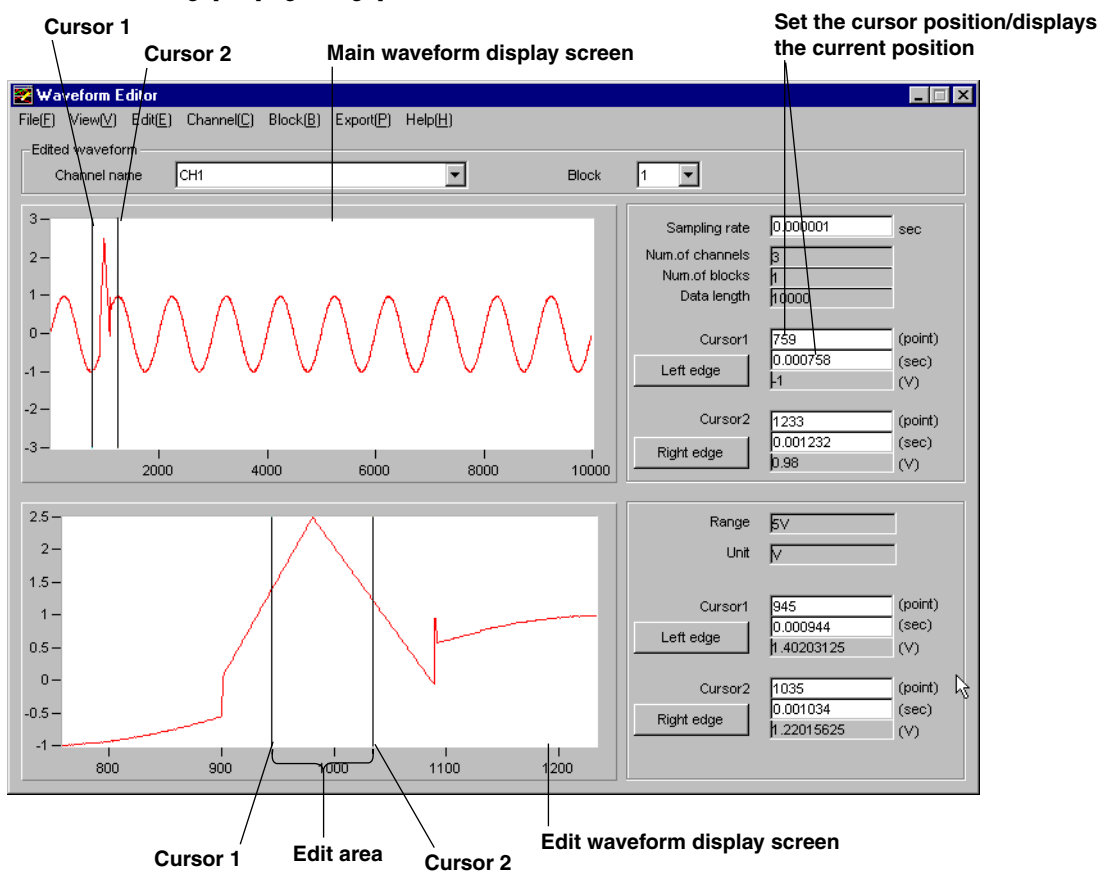 Cursor 1
Cursor 2
Main waveform display screen
Set the cursor position/displays
the current position
Waveform Editor
File(F) View(V) Edit(E) Channel(C) Block(B) Export(P) Help(H)
Edited waveform
Channel name CH1 Block 1
3
2
1
0
-1
-2
-3
2000 4000 6000 8000 10000
Sampling rate 0.000001 sec
Num.of channels 3
Num.of blocks 1
Data length 10000
Cursor1 759 (point)
Left edge 0.000758 (sec)
-1 (V)
Cursor2 1233 (point)
Right edge 0.001232 (sec)
0.98 (V)
2.5
2
1.5
1
0.5
0
-0.5
-1
800 900 1000 1100 1200
Range 5V
Unit V
Cursor1 945 (point)
Left edge 0.000944 (sec)
1.40203125 (V)
Cursor2 1035 (point)
Right edge 0.001034 (sec)
1.22015625 (V)
Cursor 1
Edit area
Cursor 2
Edit waveform display screen